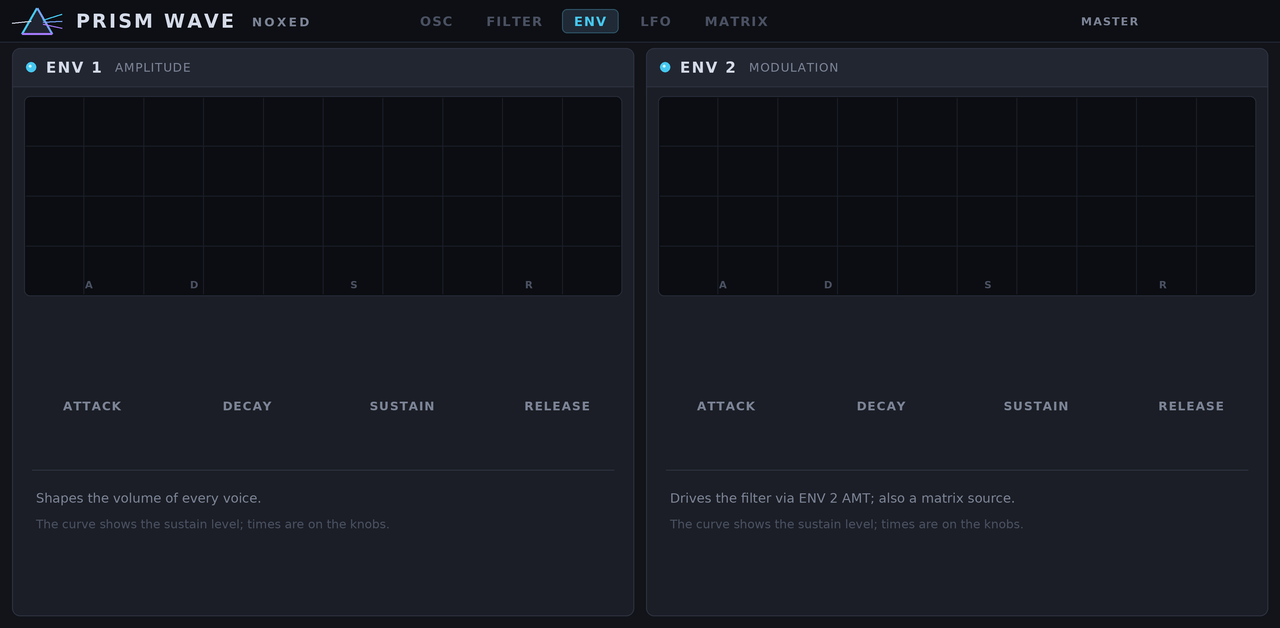 PRISM WAVE NOXED OSC FILTER ENV LFO MATRIX MASTER
ENV 1 AMPLITUDE
A D S R
ATTACK DECAY SUSTAIN RELEASE
Shapes the volume of every voice.
The curve shows the sustain level; times are on the knobs.
ENV 2 MODULATION
A D S R
ATTACK DECAY SUSTAIN RELEASE
Drives the filter via ENV 2 AMT; also a matrix source.
The curve shows the sustain level; times are on the knobs.